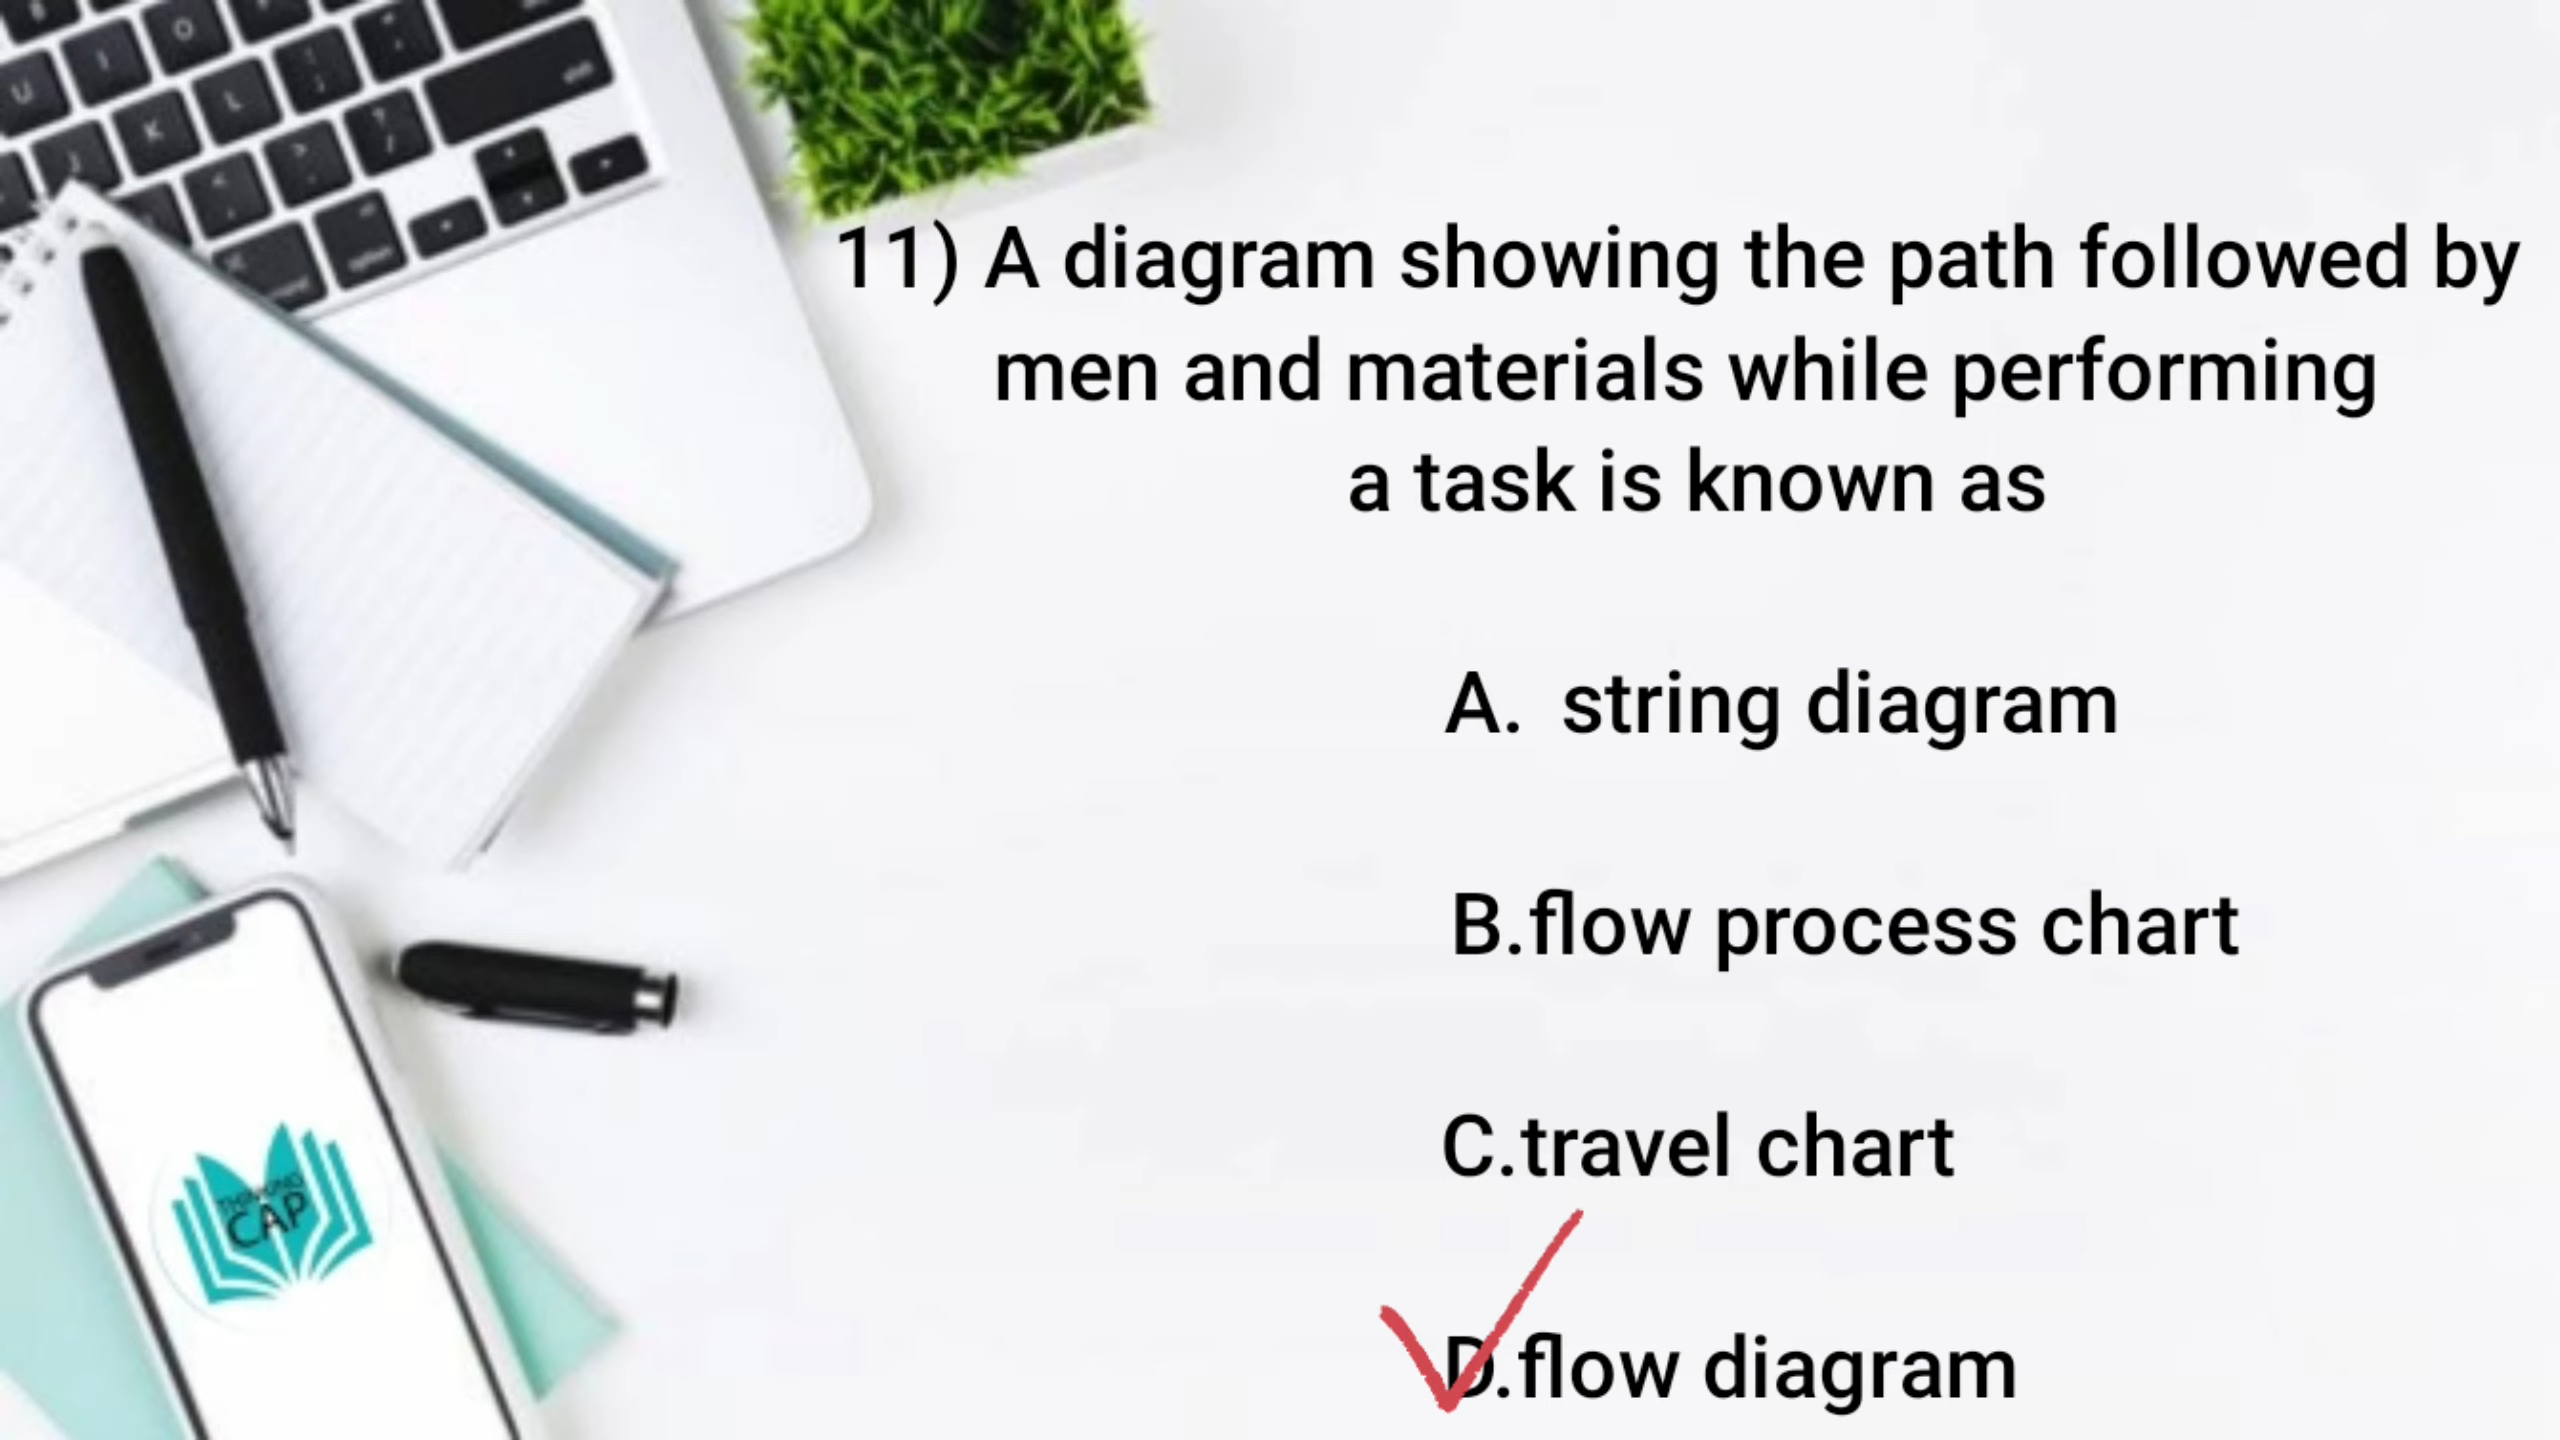 11) A diagram showing the path followed by
men and materials while performing
a task is known as
A. string diagram
B.flow process chart
C.travel chart
D.flow diagram
THINKING
CAP